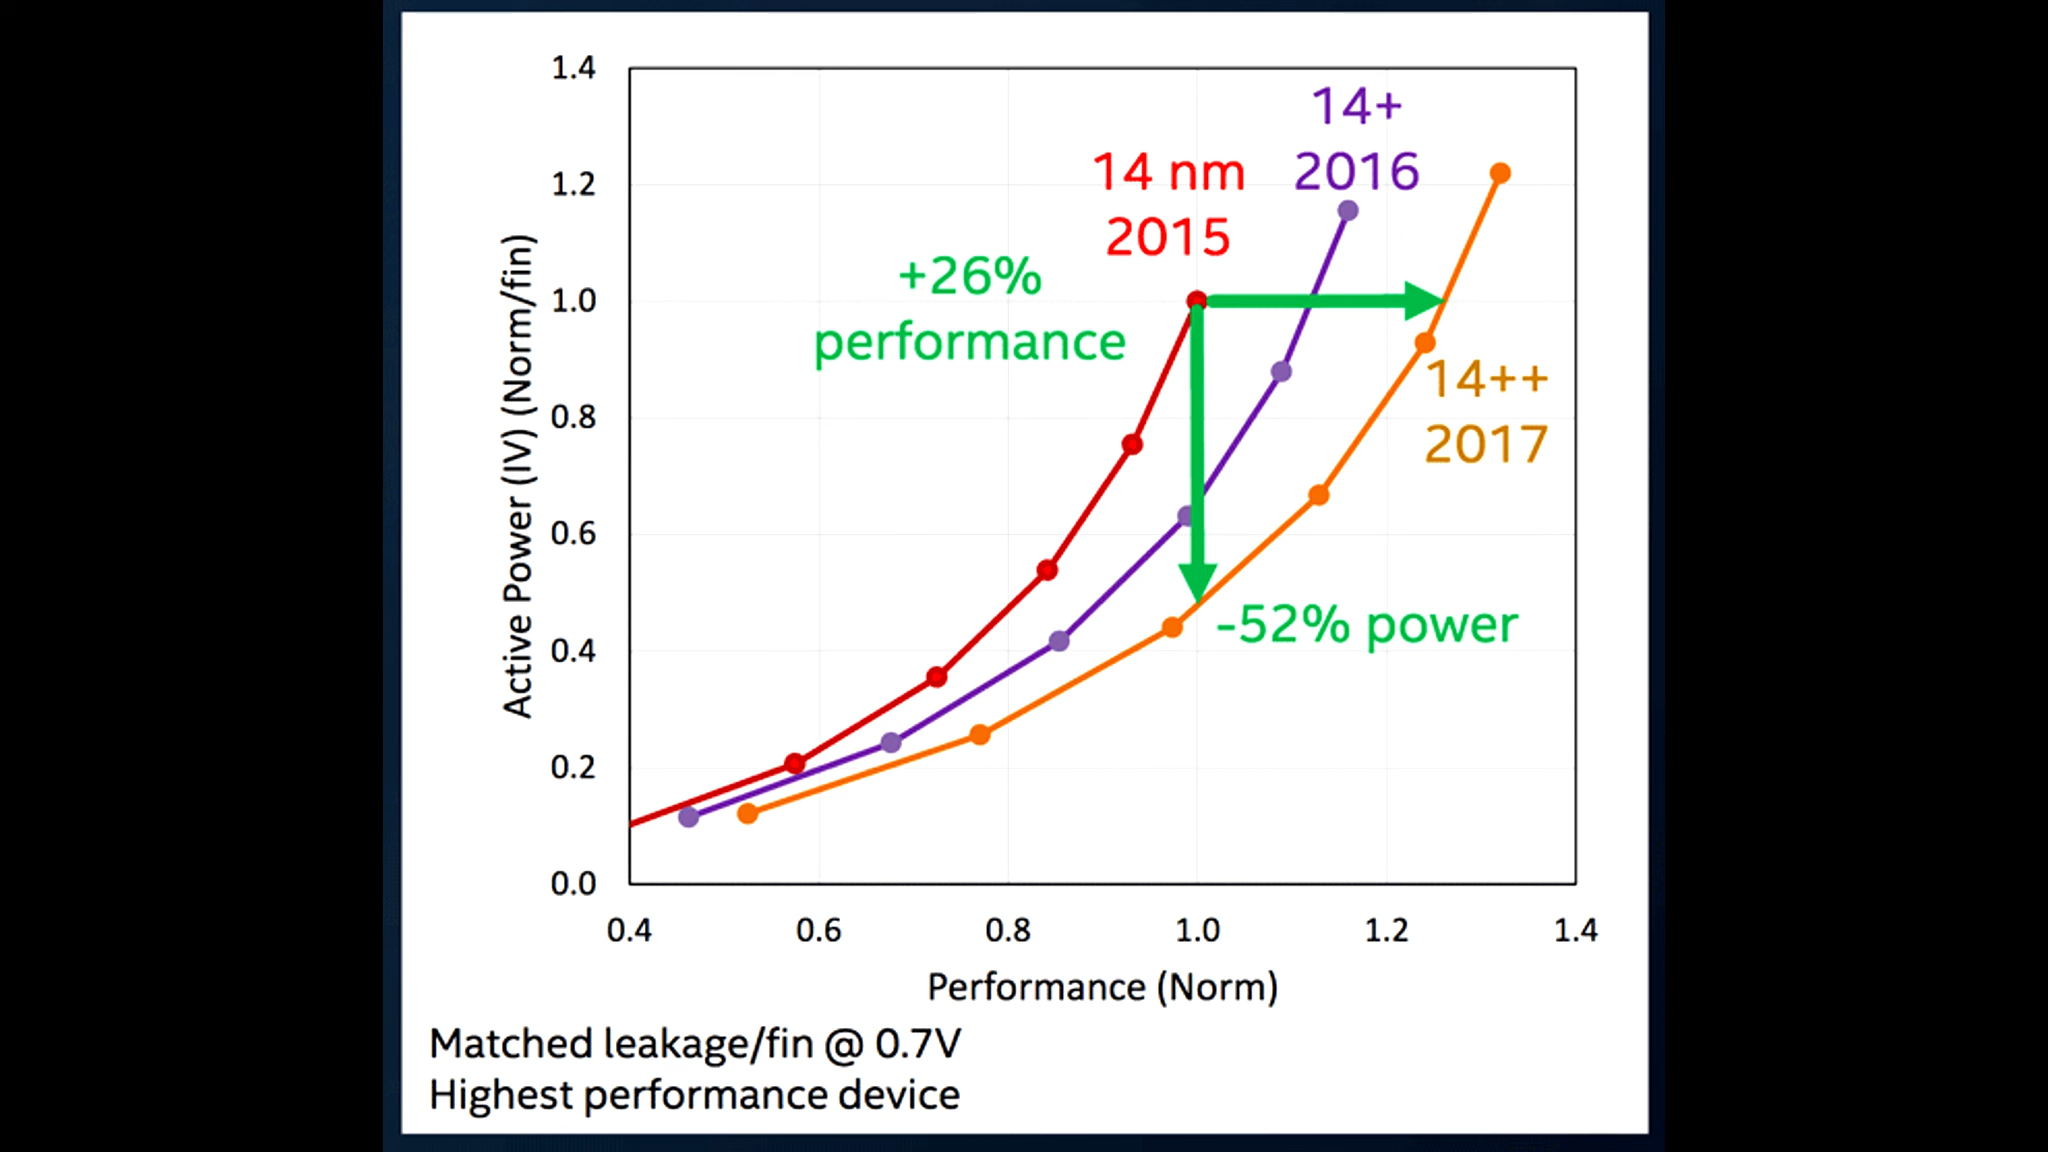 1.4
1.2
1.0
0.8
0.6
0.4
0.2
0.0
Active Power (IV) (Norm/fin)
14+
2016
14 nm
2015
+26%
performance
14++
2017
-52% power
0.4
0.6
0.8
1.0
1.2
1.4
Performance (Norm)
Matched leakage/fin @ 0.7V
Highest performance device